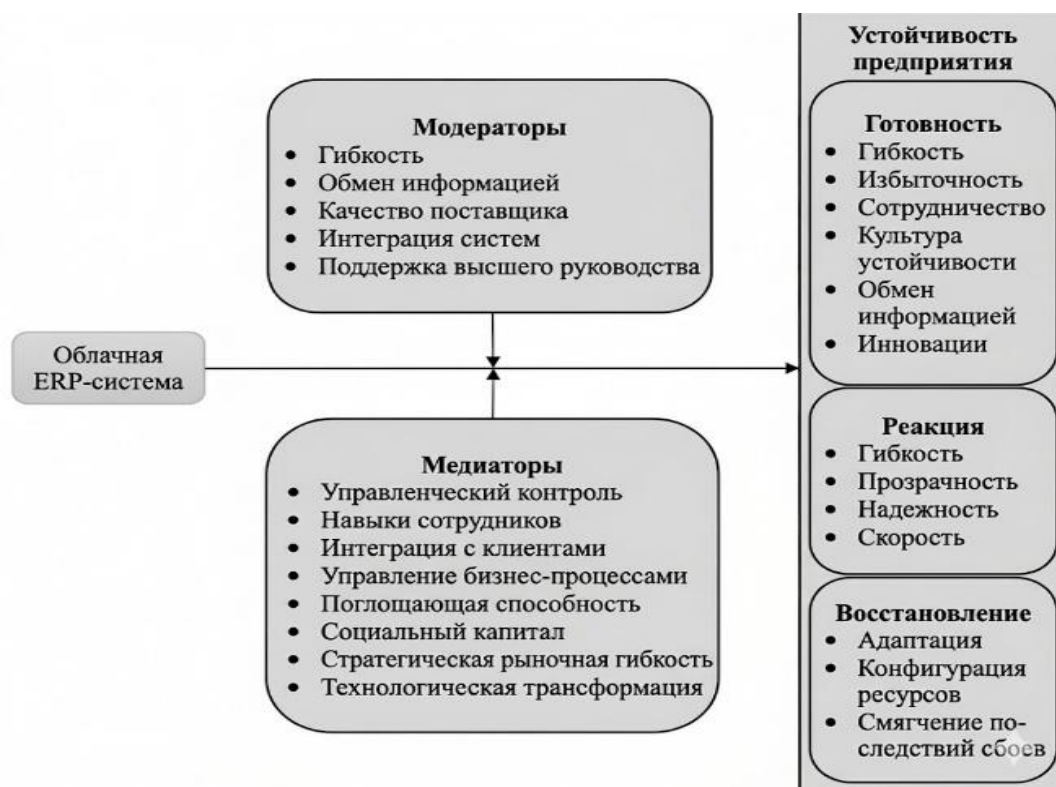 Модераторы
• Гибкость
• Обмен информацией
• Качество поставщика
• Интеграция систем
• Поддержка высшего руководства
Облачная
ERP-система
Медиаторы
• Управленческий контроль
• Навыки сотрудников
• Интеграция с клиентами
• Управление бизнес-процессами
• Поглощающая способность
• Социальный капитал
• Стратегическая рыночная гибкость
• Технологическая трансформация
Устойчивость
предприятия
Готовность
• Гибкость
• Избыточность
• Сотрудничество
• Культура
устойчивости
• Обмен
информацией
• Инновации
Реакция
• Гибкость
• Прозрачность
• Надежность
• Скорость
Восстановление
• Адаптация
• Конфигурация
ресурсов
• Смягчение по-
следствий сбоев